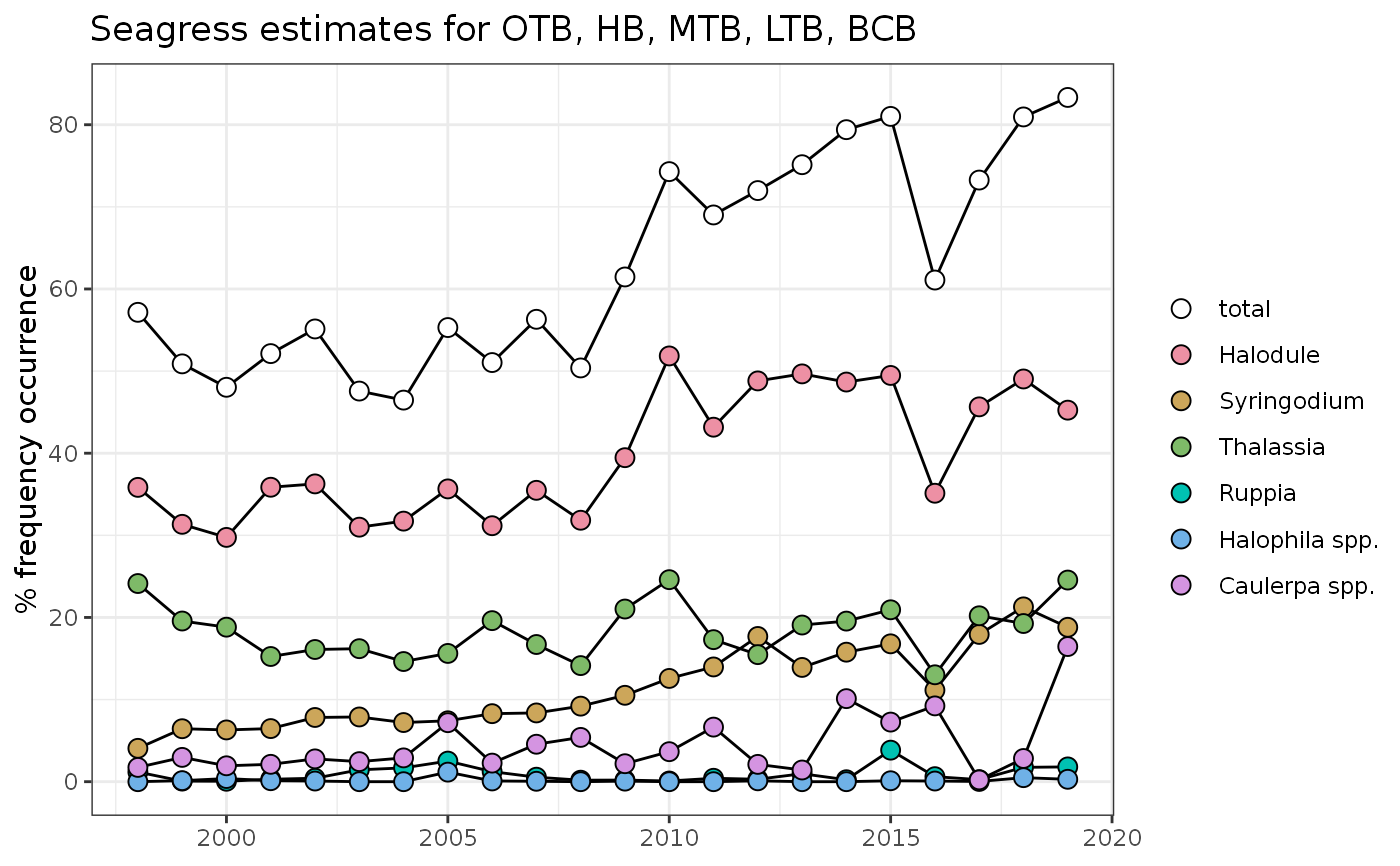 Seagress estimates for OTB, HB, MTB, LTB, BCB
% frequency occurrence
80
60
40
20
0
2000
2005
2010
2015
2020
total
Halodule
Syringodium
Thalassia
Ruppia
Halophila spp.
Caulerpa spp.